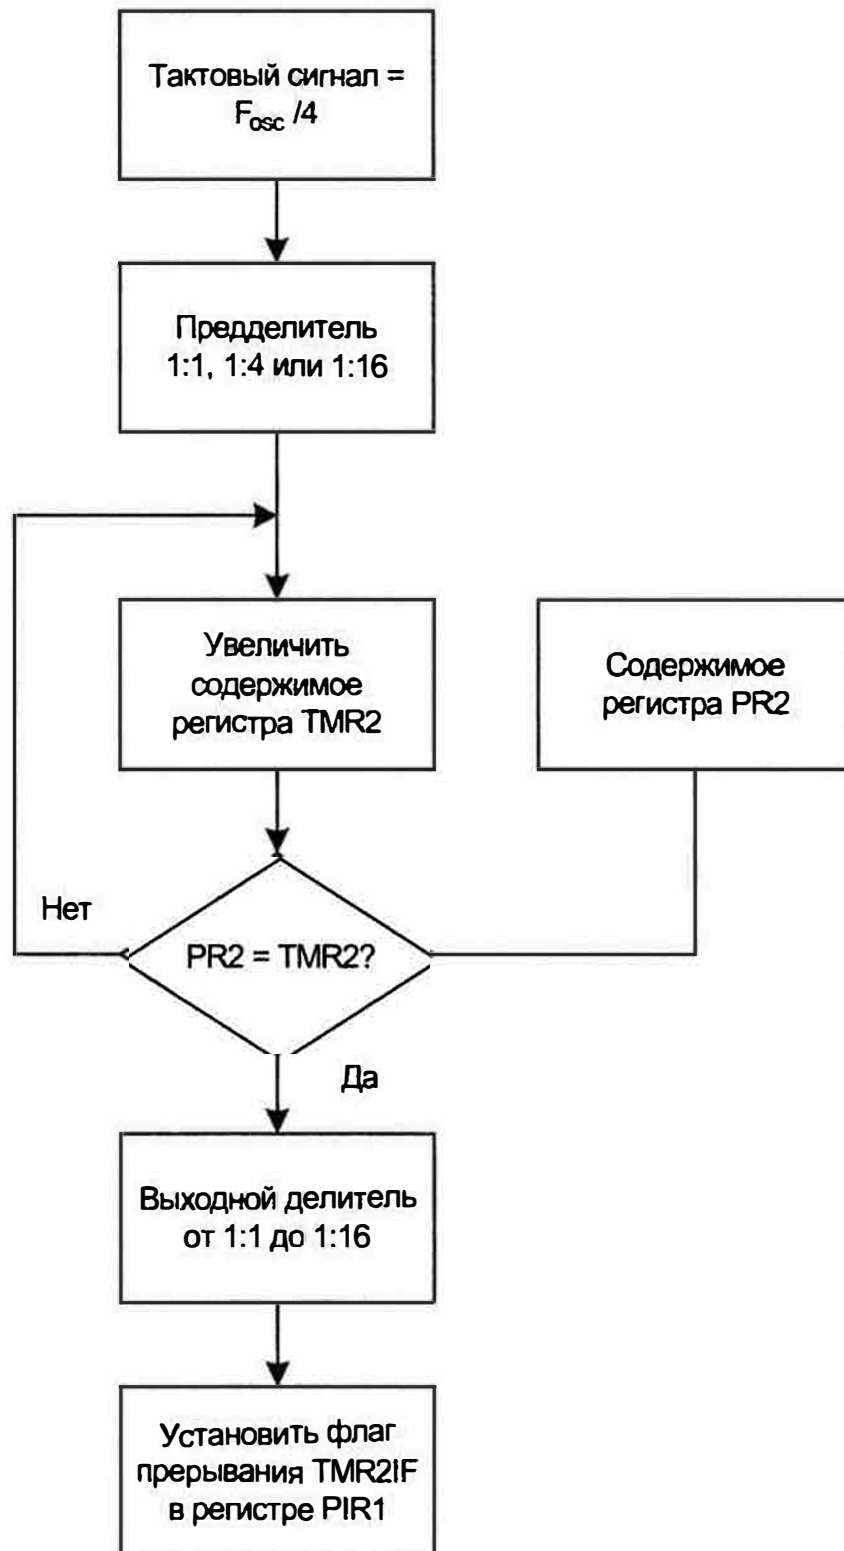 Тактовый сигнал =
Fosc /4
Предделитель
1:1, 1:4 или 1:16
Увеличить
содержимое
регистра TMR2
Содержимое
регистра PR2
Нет
PR2 = TMR2?
Да
Выходной делитель
от 1:1 до 1:16
Установить флаг
прерывания TMR2IF
в регистре PIR1